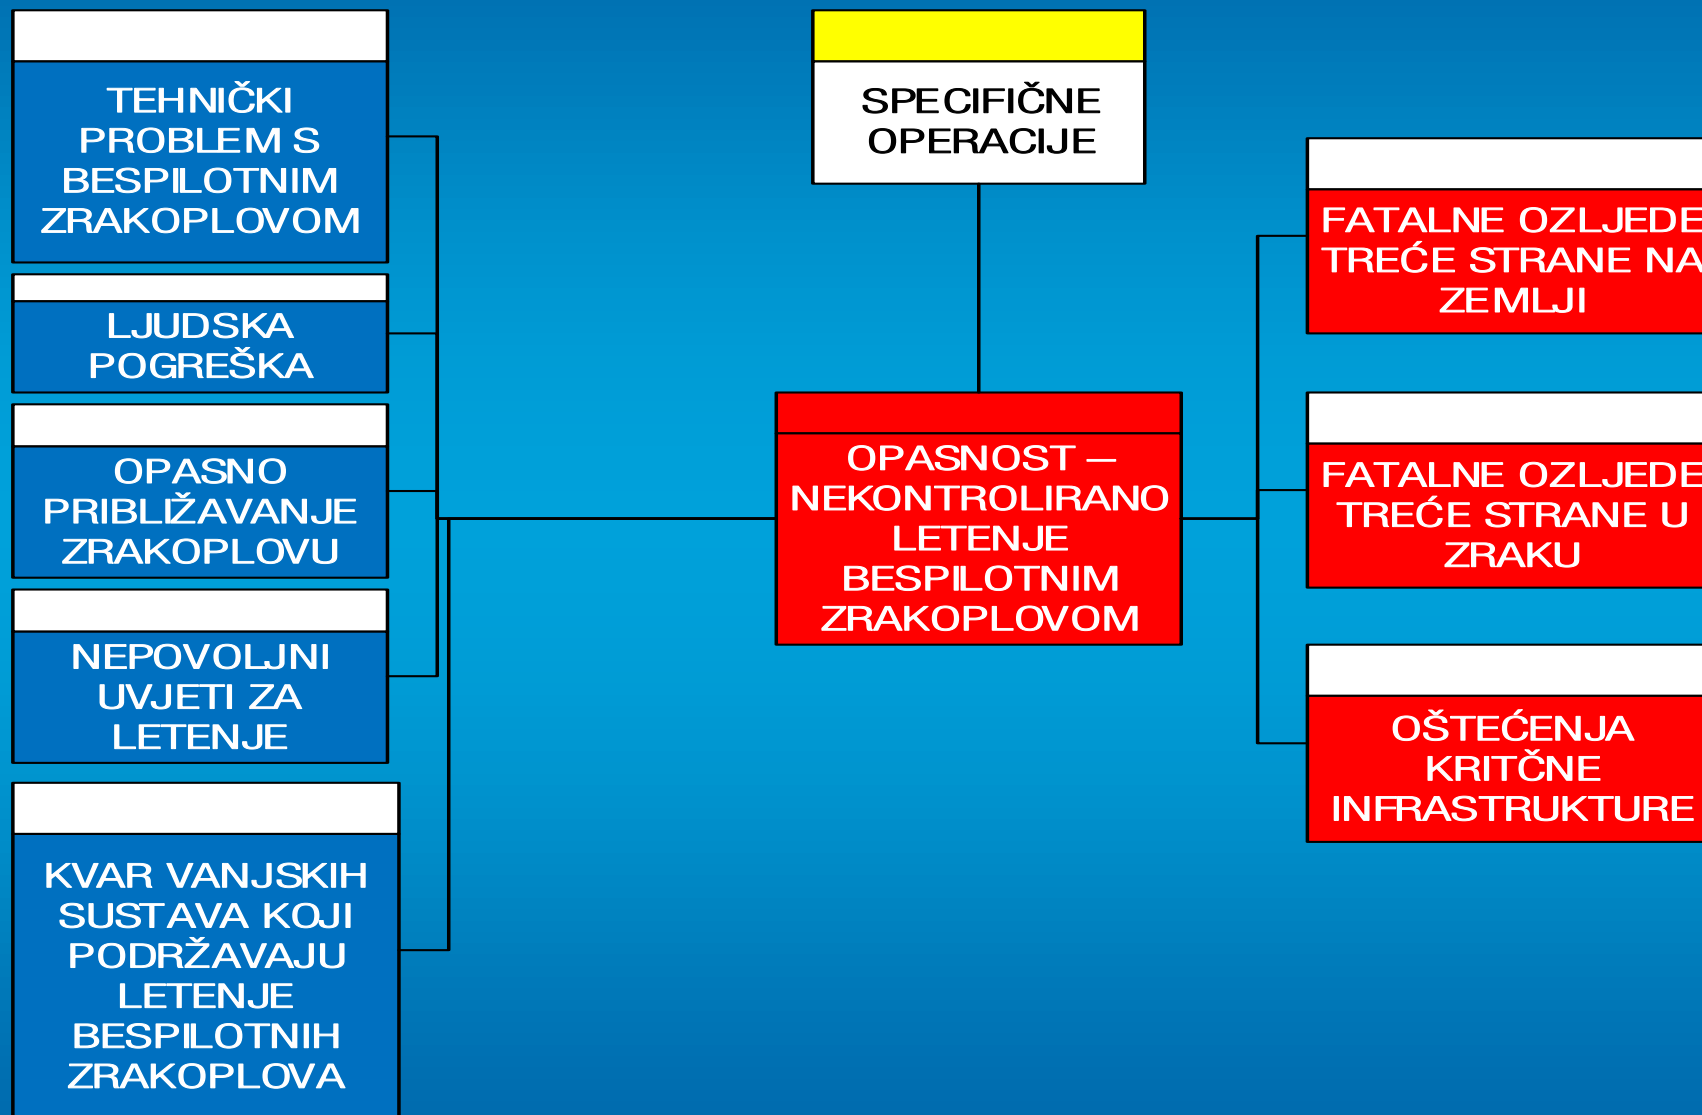 TEHNIČKI
PROBLEM S
BESPILOTNIM
ZRAKOPLOVOM
LJUDSKA
POGREŠKA
OPASNO
PRIBLIŽAVANJE
ZRAKOPLOVU
NEPOVOLJNI
UVJETI ZA
LETENJE
KVAR VANJSKIH
SUSTAVA KOJI
PODRŽAVAJU
LETENJE
BESPILOTNIH
ZRAKOPLOVA
SPECIFIČNE
OPERACIJE
OPASNOST –
NEKONTROLIRANO
LETENJE
BESPILOTNIM
ZRAKOPLOVOM
FATALNE OZLJEDE
TREĆE STRANE NA
ZEMLJI
FATALNE OZLJEDE
TREĆE STRANE U
ZRAKU
OŠTEĆENJA
KRITČNE
INFRASTRUKTURE